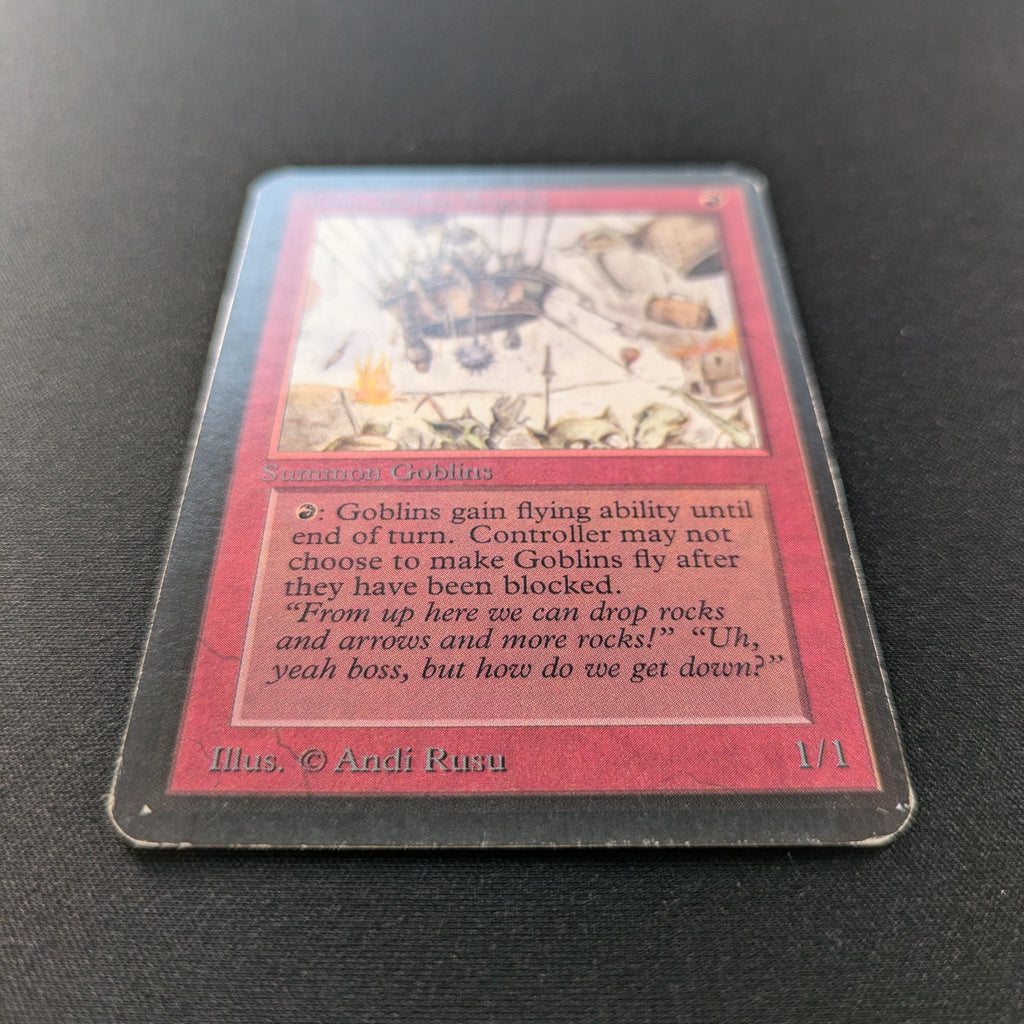 Summon Goblins
: Goblins gain flying ability until
end of turn. Controller may not
choose to make Goblins fly after
they have been blocked.
“From up here we can drop rocks
and arrows and more rocks!” “Uh,
yeah boss, but how do we get down?”
Illus. © Andi Rusu
1/1